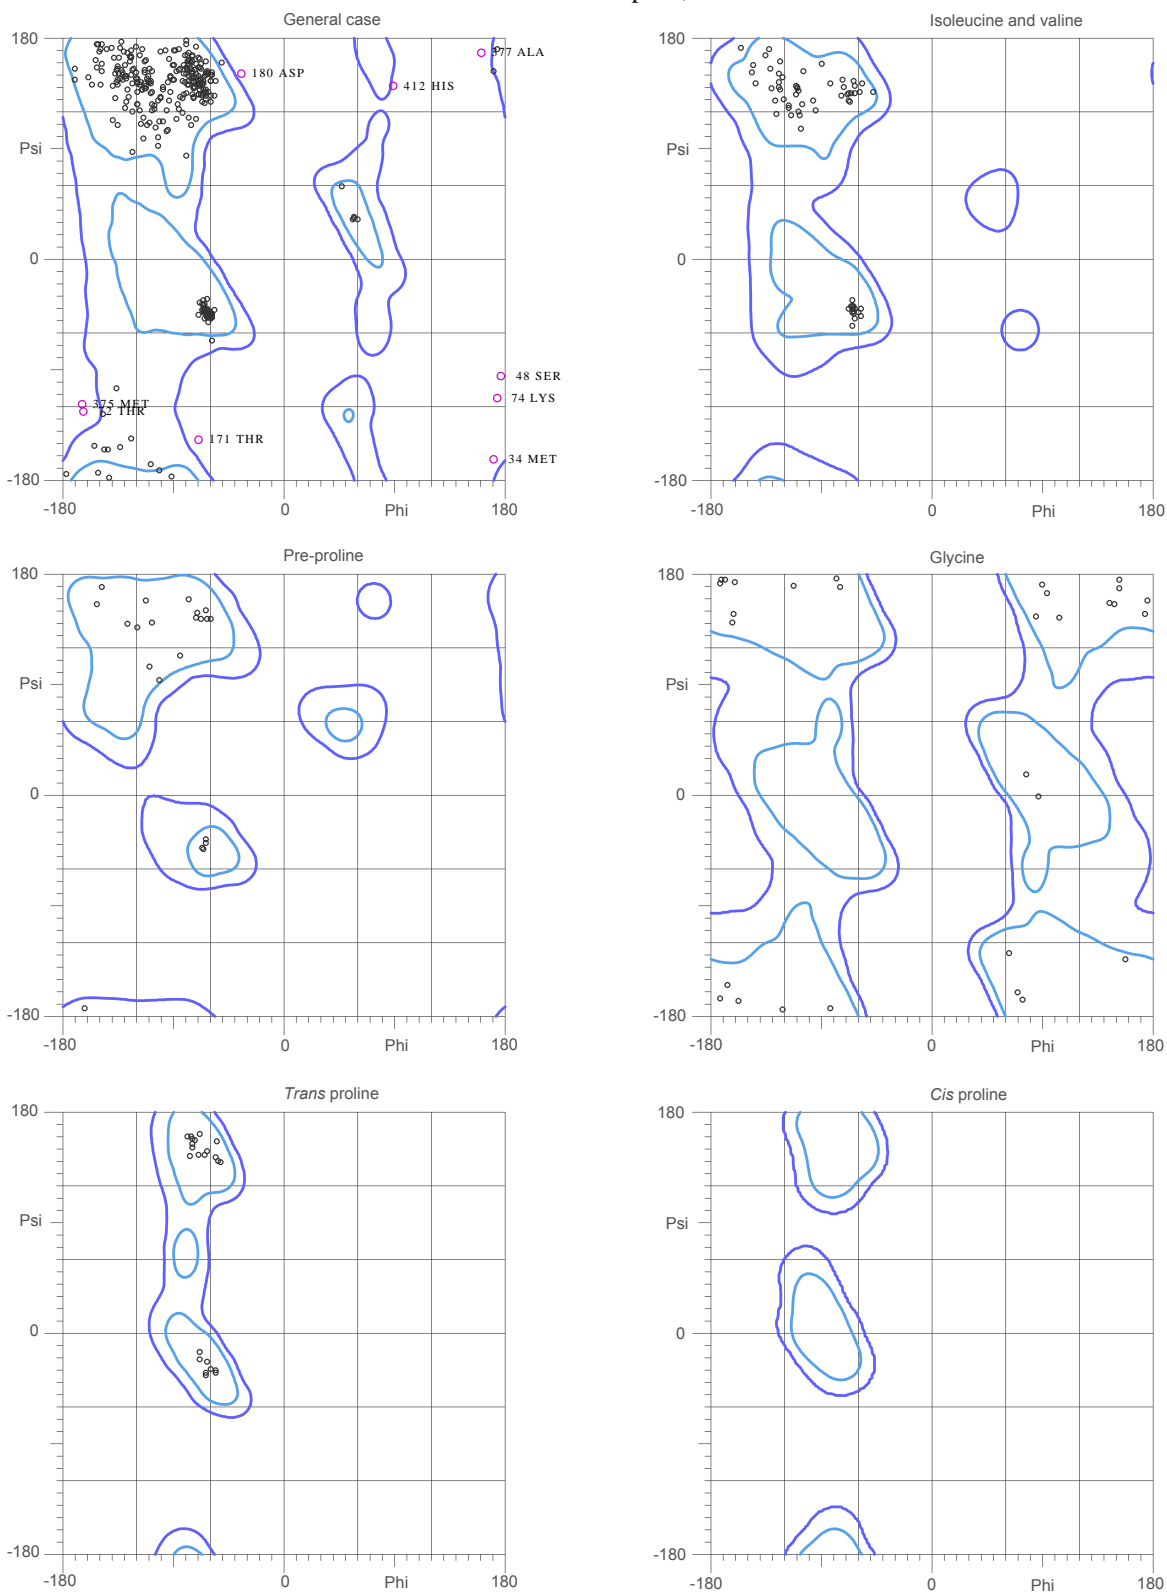 General case
Isoleucine and valine
180
377 ALA
180 ASP
412 HIS
Psi
0
48 SER
74 LYS
375 MET
72 THR
171 THR
34 MET
-180
-180
0
Phi
180
180
Psi
0
-180
-180
0
Phi
180
Pre-proline
Glycine
180
Psi
0
-180
-180
0
Phi
180
180
Psi
0
-180
-180
0
Phi
180
Trans proline
Cis proline
180
Psi
0
-180
-180
0
Phi
180
180
Psi
0
-180
-180
0
Phi
180